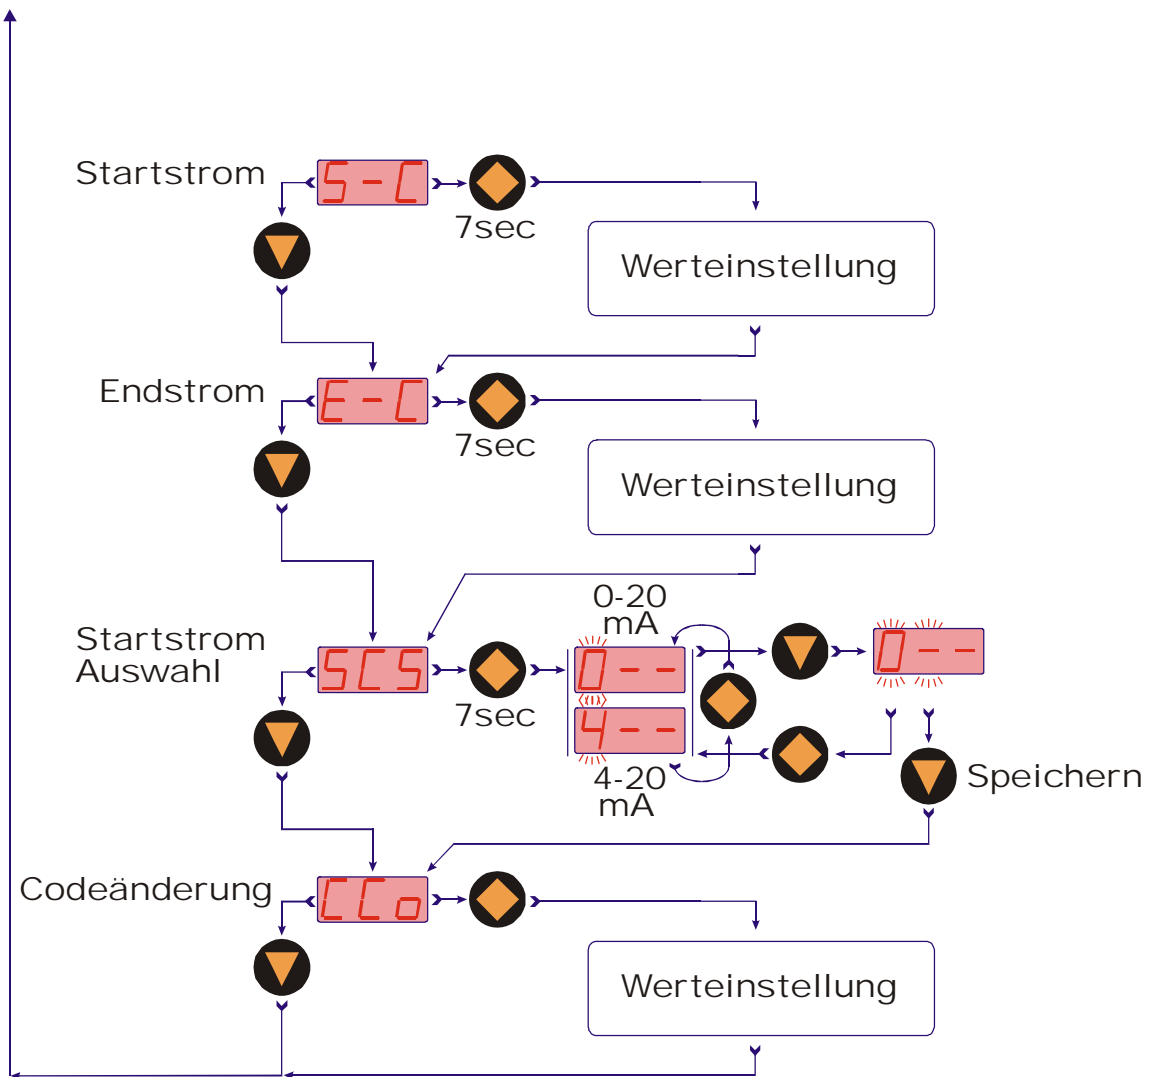 Startstrom
S-C
7sec
Werteinstellung
Endstrom
E-C
7sec
Werteinstellung
0-20
mA
Startstrom
Auswahl
SCS
7sec
0--
0--
4--
4-20
mA
Speichern
Codeänderung
CCo
Werteinstellung